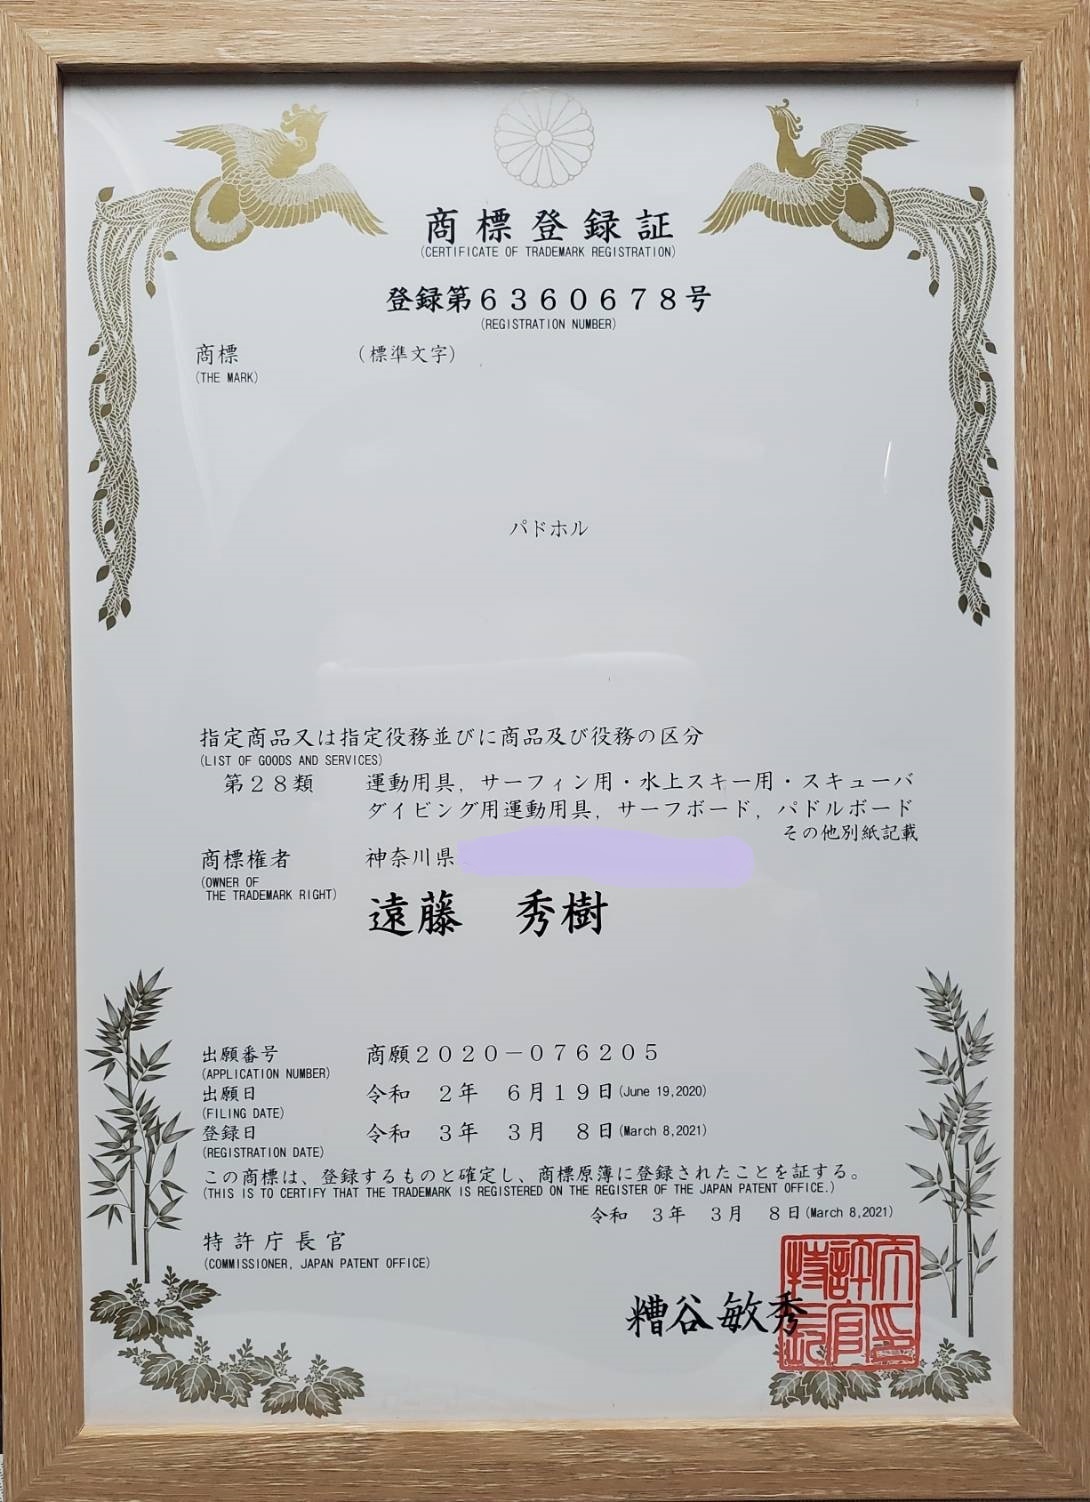 商標登録証
(CERTIFICATE OF TRADEMARK REGISTRATION)
登録第6360678号
(REGISTRATION NUMBER)
商標 (標準文字)
(THE MARK)
パドホル
指定商品又は指定役務並びに商品及び役務の区分
(LIST OF GOODS AND SERVICES)
第28類 運動用具,サーフィン用・水上スキー用・スキューバ
ダイビング用運動用具,サーフボード,パドルボード
その他別紙記載
商標権者 神奈川県
(OWNER OF
THE TRADEMARK RIGHT)
遠藤 秀樹
出願番号 商願2020-076205
(APPLICATION NUMBER)
出願日 令和 2年 6月19日(June 19,2020)
(FILING DATE)
登録日 令和 3年 3月 8日(March 8,2021)
(REGISTRATION DATE)
この商標は、登録するものと確定し、商標原簿に登録されたことを証する。
(THIS IS TO CERTIFY THAT THE TRADEMARK IS REGISTERED ON THE REGISTER OF THE JAPAN PATENT OFFICE.)
令和 3年 3月 8日(March 8,2021)
特許庁長官
(COMMISSIONER, JAPAN PATENT OFFICE)
糟谷敏秀
特許庁長官之印